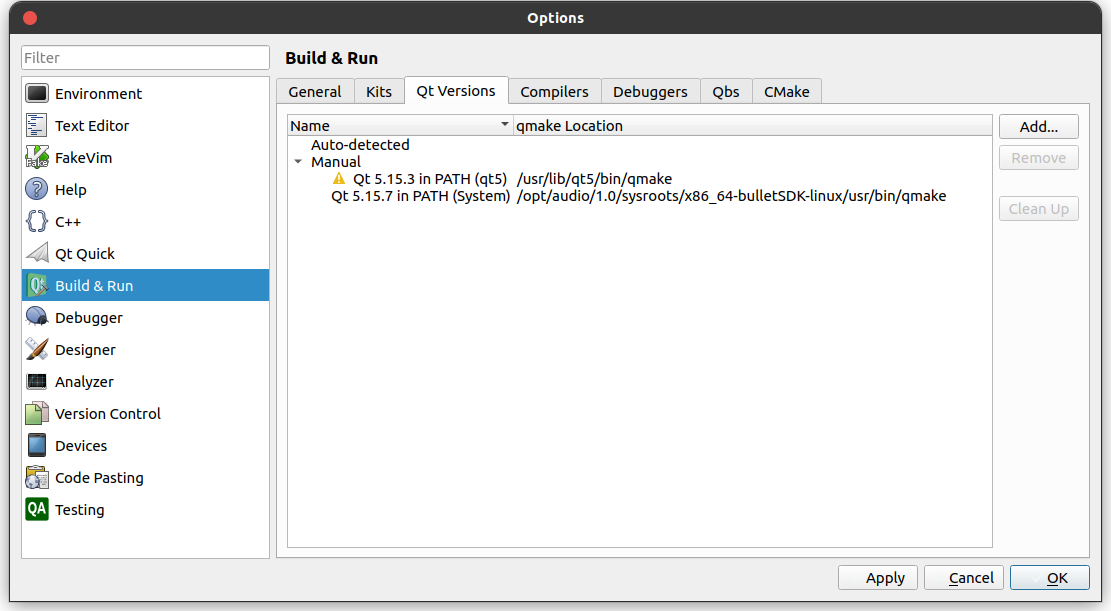 Options
Filter
Environment
Text Editor
FakeVim
Help
C++
Qt Quick
Build & Run
Debugger
Designer
Analyzer
Version Control
Devices
Code Pasting
QA Testing
Build & Run
General Kits Qt Versions Compilers Debuggers Qbs CMake
Name qmake Location
Auto-detected
Manual
Qt 5.15.3 in PATH (qt5) /usr/lib/qt5/bin/qmake
Qt 5.15.7 in PATH (System) /opt/audio/1.0/sysroots/x86_64-bulletSDK-linux/usr/bin/qmake
Add...
Remove
Clean Up
Apply Cancel OK